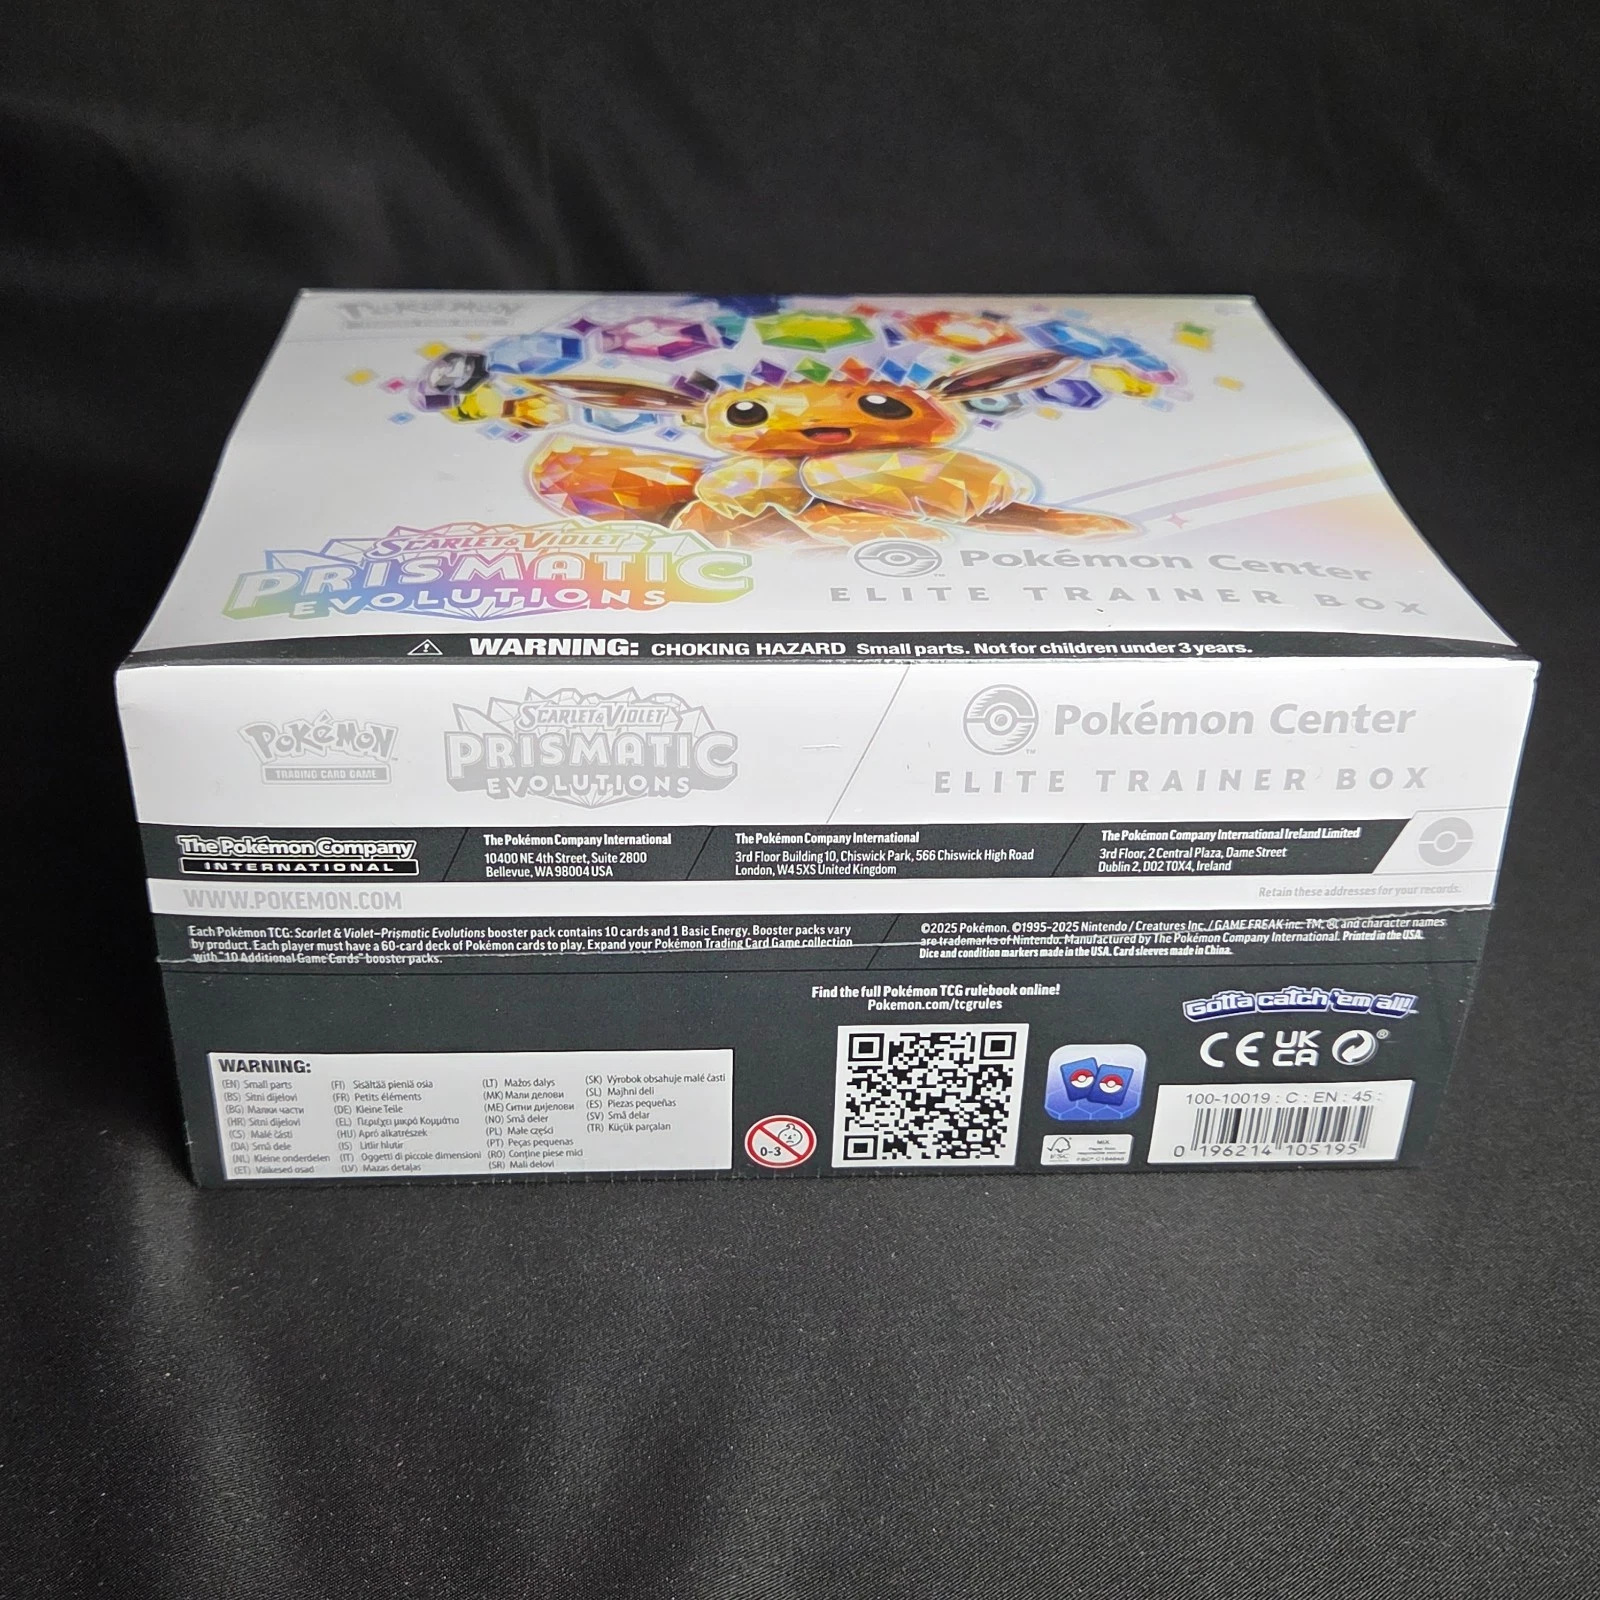 Pokémon
SCARLET & VIOLET
PRISMATIC
EVOLUTIONS
Pokémon Center
ELITE TRAINER BOX
WARNING: CHOKING HAZARD Small parts. Not for children under 3 years.
Pokémon
TRADING CARD GAME
SCARLET & VIOLET
PRISMATIC
EVOLUTIONS
Pokémon Center
TM
ELITE TRAINER BOX
The Pokémon Company
INTERNATIONAL
The Pokémon Company International
10400 NE 4th Street, Suite 2800
Bellevue, WA 98004 USA
The Pokémon Company International
3rd Floor Building 10, Chiswick Park, 566 Chiswick High Road
London, W4 5XS United Kingdom
The Pokémon Company International Ireland Limited
3rd Floor, 2 Central Plaza, Dame Street
Dublin 2, D02 T0X4, Ireland
WWW.POKEMON.COM
Retain these addresses for your records.
Each Pokémon TCG: Scarlet & Violet–Prismatic Evolutions booster pack contains 10 cards and 1 Basic Energy. Booster packs vary
by product. Each player must have a 60-card deck of Pokémon cards to play. Expand your Pokémon Trading Card Game collection
with "10 Additional Game Cards" booster packs.
©2025 Pokémon. ©1995-2025 Nintendo / Creatures Inc. / GAME FREAK inc. TM, ®, and character names
are trademarks of Nintendo. Manufactured by The Pokémon Company International. Printed in the USA.
Dice and condition markers made in the USA. Card sleeves made in China.
Find the full Pokémon TCG rulebook online!
Pokemon.com/tcgrules
Gotta catch 'em all!
CE UK CA
WARNING:
(EN) Small parts
(BS) Sitni dijelovi
(BG) Малки части
(HR) Sitni dijelovi
(CS) Malé části
(DA) Små dele
(NL) Kleine onderdelen
(ET) Väikesed osad
(FI) Sisältää pieniä osia
(FR) Petits éléments
(DE) Kleine Teile
(EL) Περιέχει μικρά Κομμάτια
(HU) Apró alkatrészek
(IS) Litlir hlutir
(IT) Oggetti di piccole dimensioni
(LV) Mazas detaļas
(LT) Mažos dalys
(MK) Мали делови
(ME) Ситни дијелови
(NO) Små deler
(PL) Małe części
(PT) Peças pequenas
(RO) Conține piese mici
(SR) Mali delovi
(SK) Výrobok obsahuje malé časti
(SL) Majhni deli
(ES) Piezas pequeñas
(SV) Små delar
(TR) Küçük parçaları
0-3
FSC
MIX
100-10019 : C : EN : 45 :
0 196214 105195